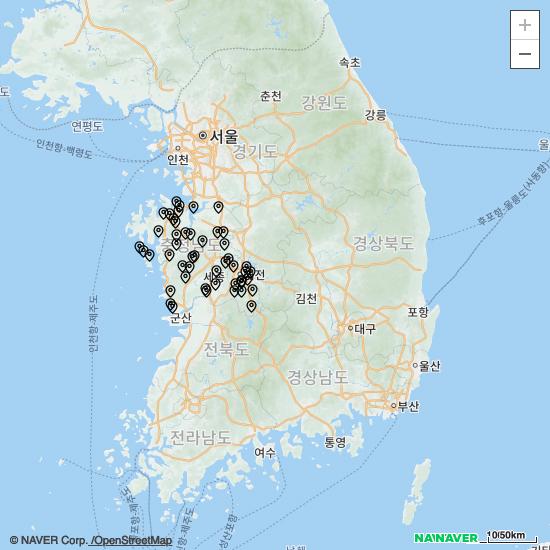 +
−
속초
춘천
강원도
강릉
도
연평도
서울
인천
경기도
울
인천항-백령도
후포항-울릉도(사동항)
충청남도
경상북도
세종
전
김천
포항
인천항-제주도
군산
대구
전북도
울산
경상남도
부산
전라남도
여수
통영
목포항-제주도
NAVER
10/50km
© NAVER Corp. /OpenStreetMap